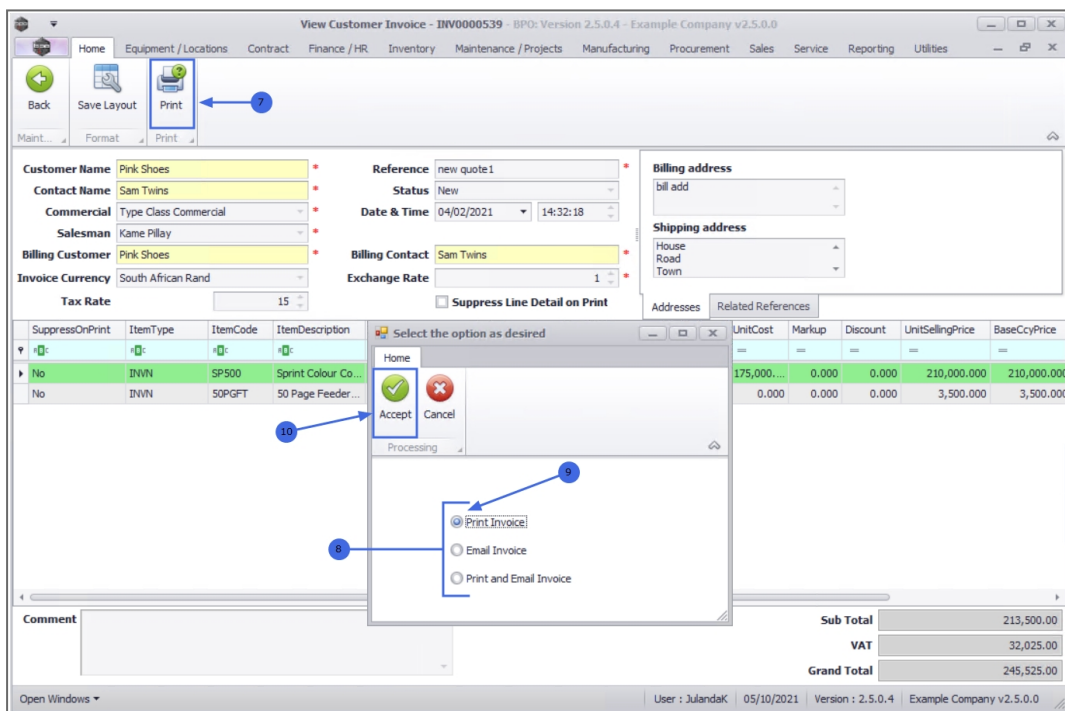 View Customer Invoice - INV0000539 - BPO: Version 2.5.0.4 - Example Company v2.5.0.0
Home Equipment / Locations Contract Finance / HR Inventory Maintenance / Projects Manufacturing Procurement Sales Service Reporting Utilities
Back Save Layout Print 7
Maint... Format Print
Customer Name Pink Shoes * Reference new quote1 * Billing address
Contact Name Sam Twins * Status New bill add
Commercial Type Class Commercial * Date & Time 04/02/2021 14:32:18
Salesman Kame Pillay * Shipping address
Billing Customer Pink Shoes * Billing Contact Sam Twins House
Road
Invoice Currency South African Rand Exchange Rate 1 * Town
Tax Rate 15 Suppress Line Detail on Print Addresses Related References
SuppressOnPrint ItemType ItemCode ItemDescription Select the option as desired UnitCost Markup Discount UnitSellingPrice BaseCcyPrice
Home
No INVN SP500 Sprint Colour Co... 175,000.... 0.000 0.000 210,000.000 210,000.000
No INVN 50PGFT 50 Page Feeder... 0.000 0.000 0.000 3,500.000 3,500.000
Accept Cancel
10
Processing
9
Print Invoice
8 Email Invoice
Print and Email Invoice
Comment Sub Total 213,500.00
VAT 32,025.00
Grand Total 245,525.00
Open Windows User : JulandaK 05/10/2021 Version : 2.5.0.4 Example Company v2.5.0.0